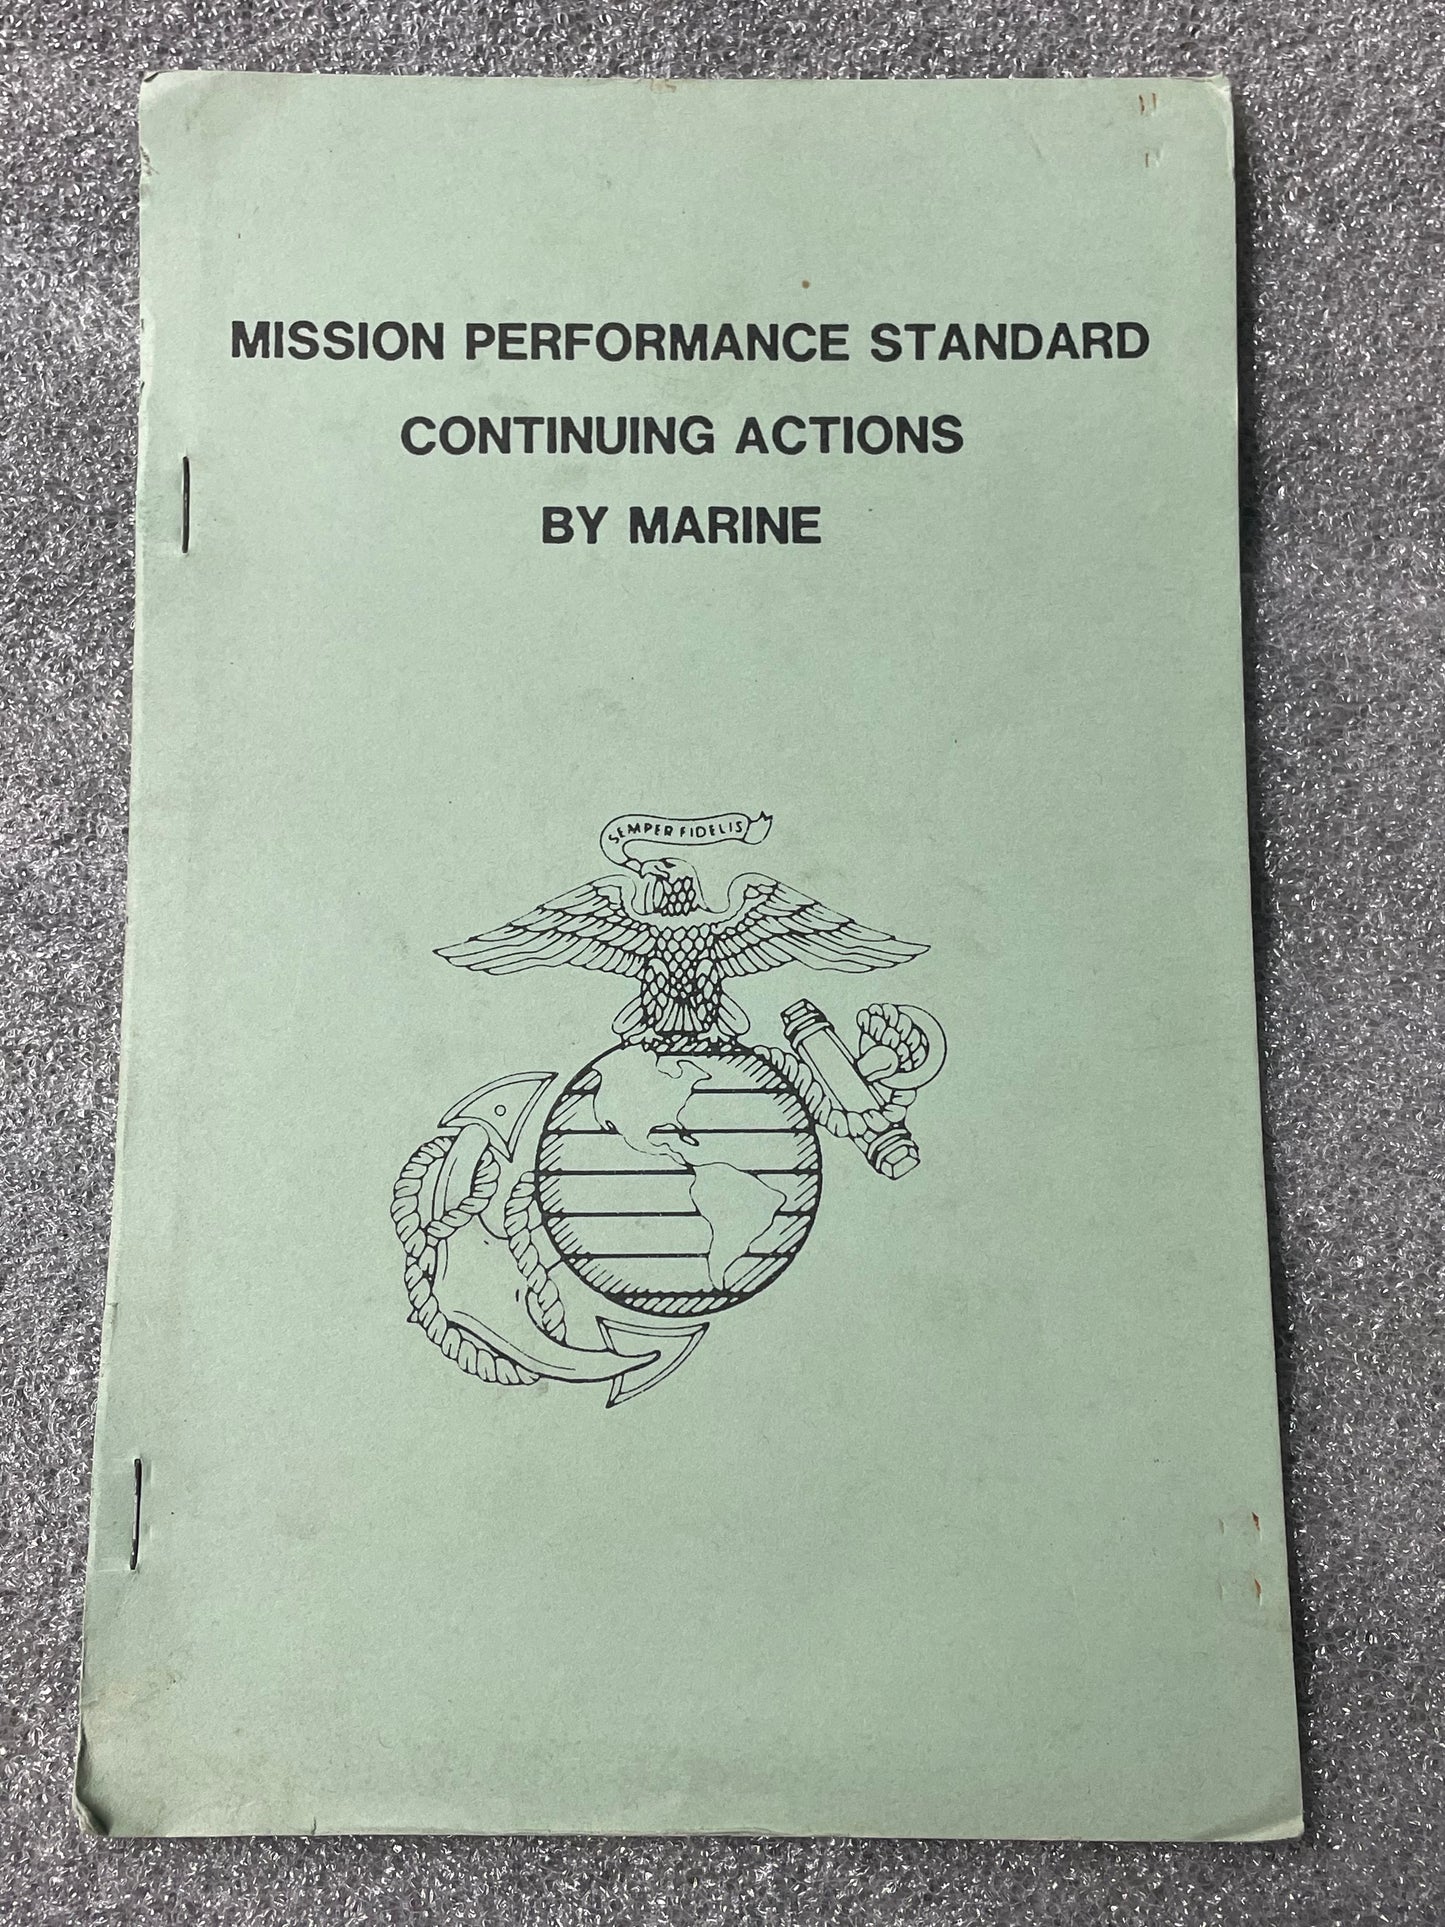 MISSION PERFORMANCE STANDARD
CONTINUING ACTIONS
BY MARINE
SEMPER FIDELIS